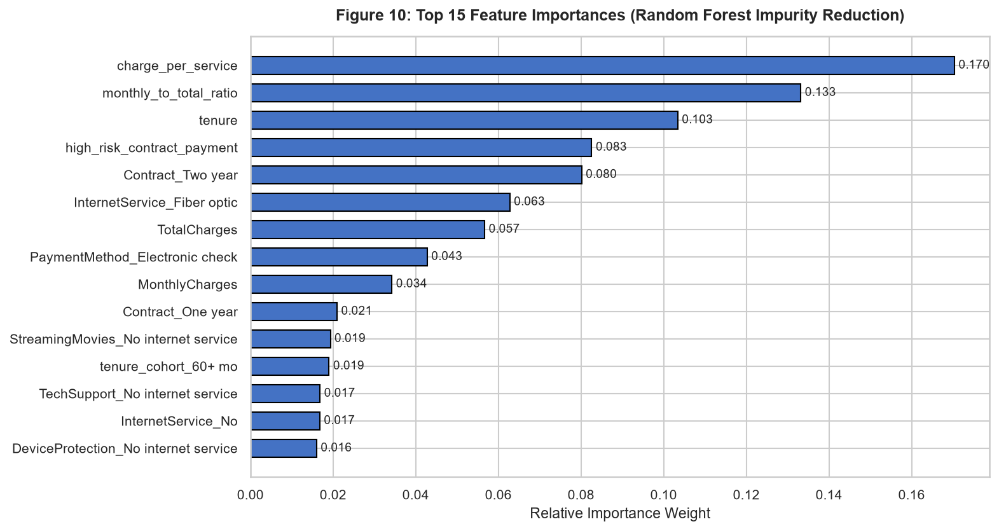 Figure 10: Top 15 Feature Importances (Random Forest Impurity Reduction)
charge_per_service 0.170
monthly_to_total_ratio 0.133
tenure 0.103
high_risk_contract_payment 0.083
Contract_Two year 0.080
InternetService_Fiber optic 0.063
TotalCharges 0.057
PaymentMethod_Electronic check 0.043
MonthlyCharges 0.034
Contract_One year 0.021
StreamingMovies_No internet service 0.019
tenure_cohort_60+ mo 0.019
TechSupport_No internet service 0.017
InternetService_No 0.017
DeviceProtection_No internet service 0.016
0.00 0.02 0.04 0.06 0.08 0.10 0.12 0.14 0.16
Relative Importance Weight